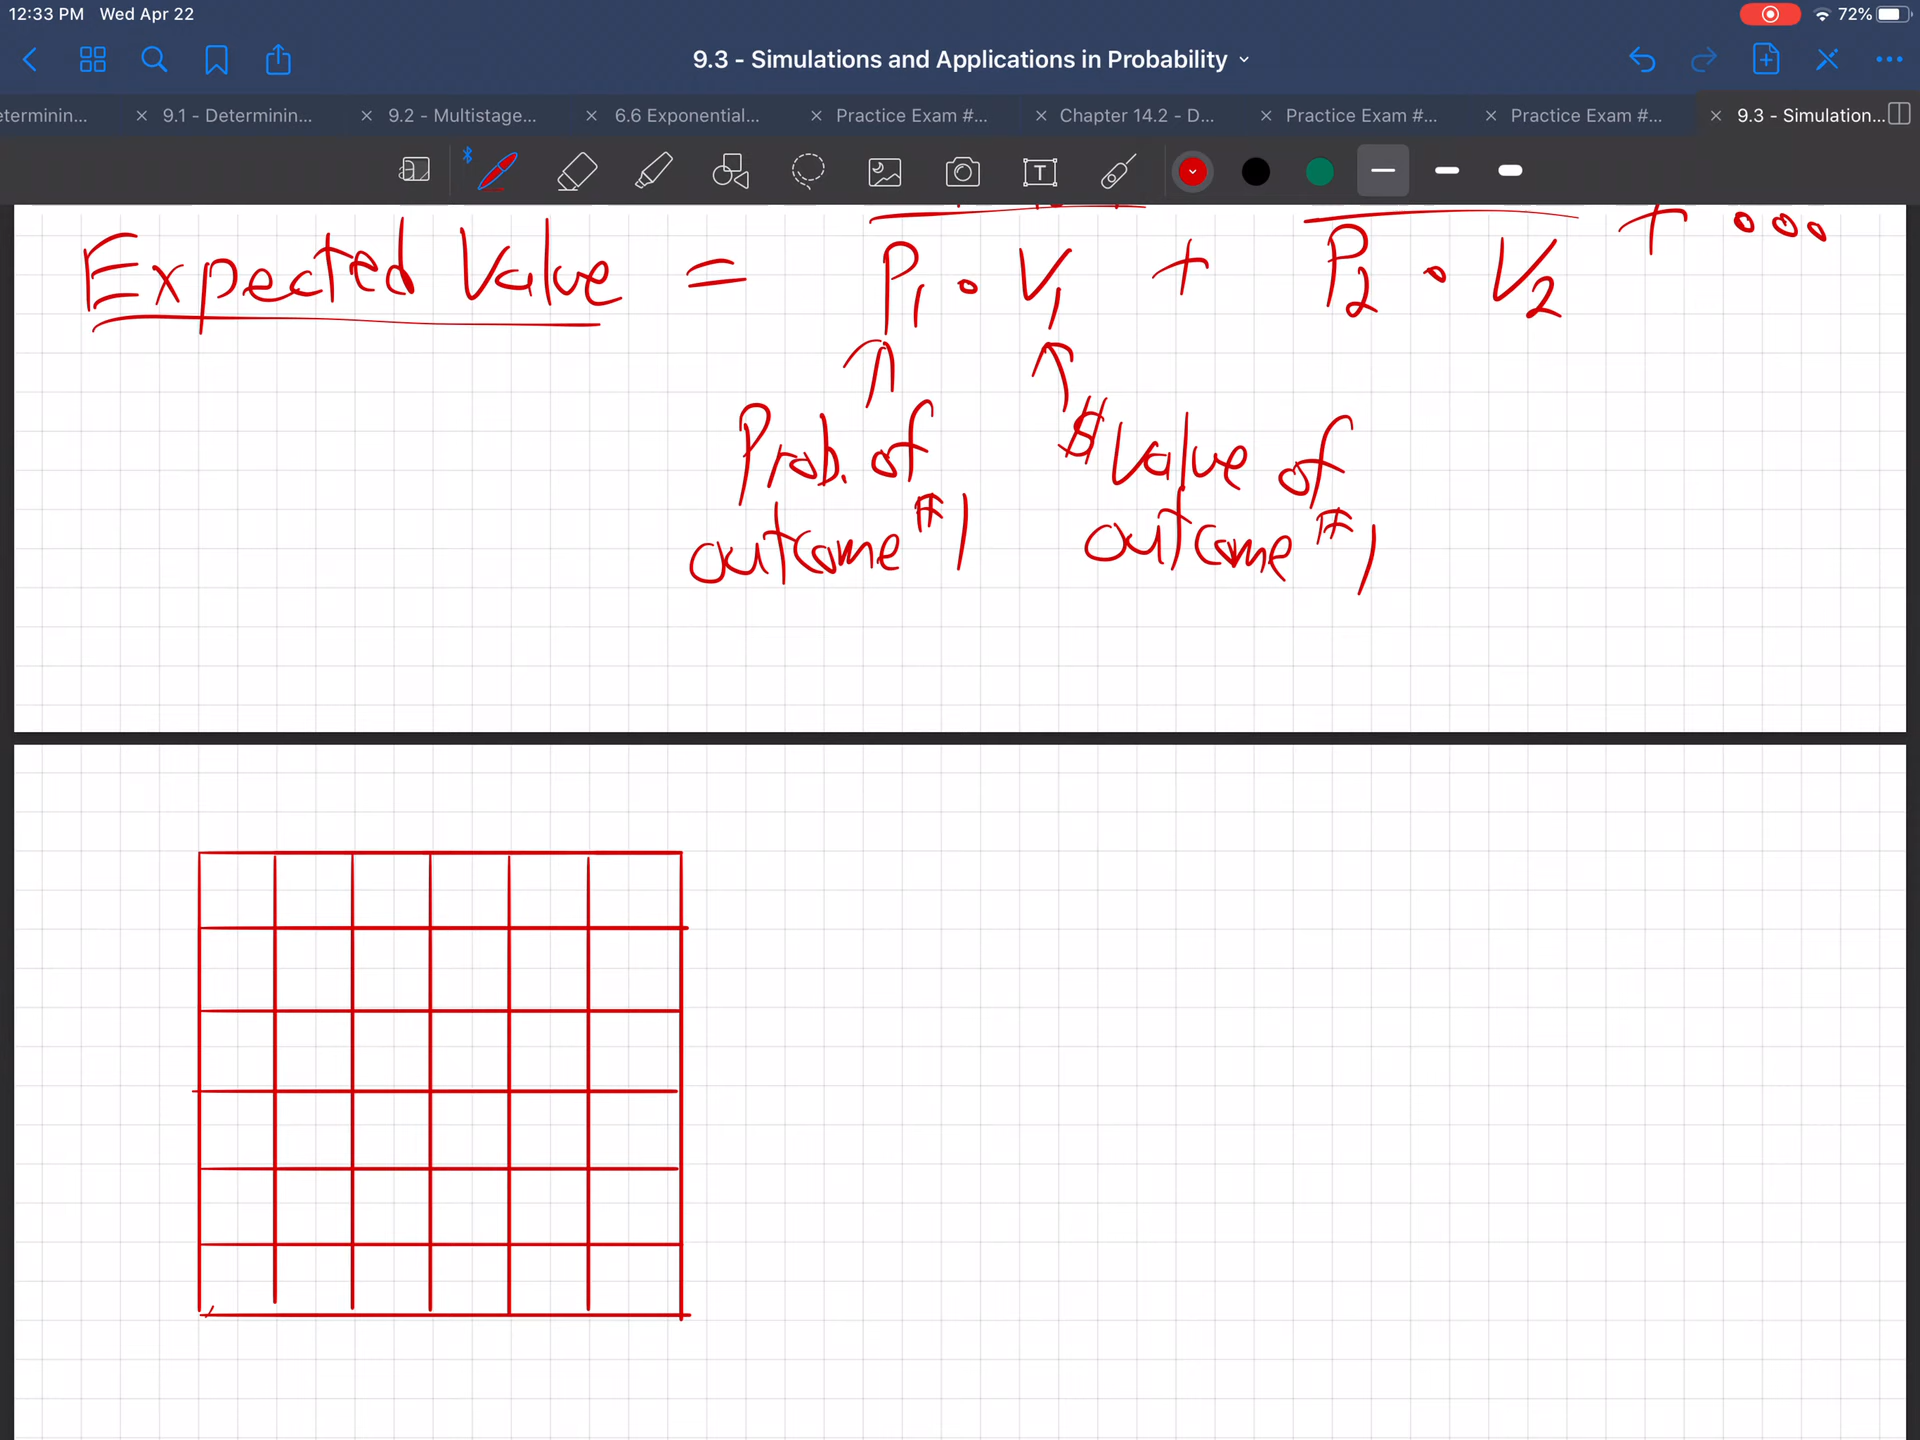 12:33 PM Wed Apr 22
72%
9.3 - Simulations and Applications in Probability
eterminin... × 9.1 - Determinin... × 9.2 - Multistage... × 6.6 Exponential... × Practice Exam #... × Chapter 14.2 - D... × Practice Exam #... × Practice Exam #... × 9.3 - Simulation...
T
Expected Value = P₁ • V₁ + P₂ • V₂ + ...
Prob. of
outcome #1
$ Value of
outcome #1